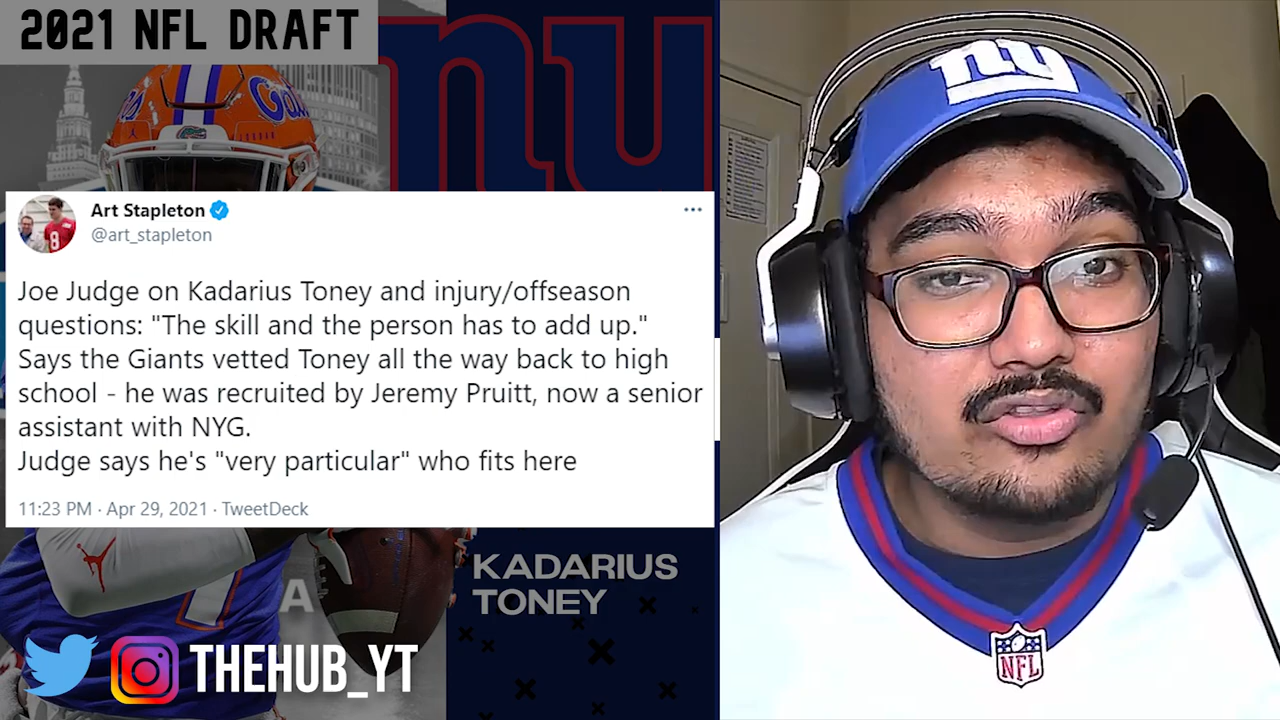 2021 NFL DRAFT
ny
Gat
ny
Art Stapleton
@art_stapleton
8
Joe Judge on Kadarius Toney and injury/offseason
questions: "The skill and the person has to add up."
Says the Giants vetted Toney all the way back to high
school - he was recruited by Jeremy Pruitt, now a senior
assistant with NYG.
Judge says he's "very particular" who fits here
11:23 PM · Apr 29, 2021 · TweetDeck
KADARIUS
TONEY
A
THEHUB_YT
NFL